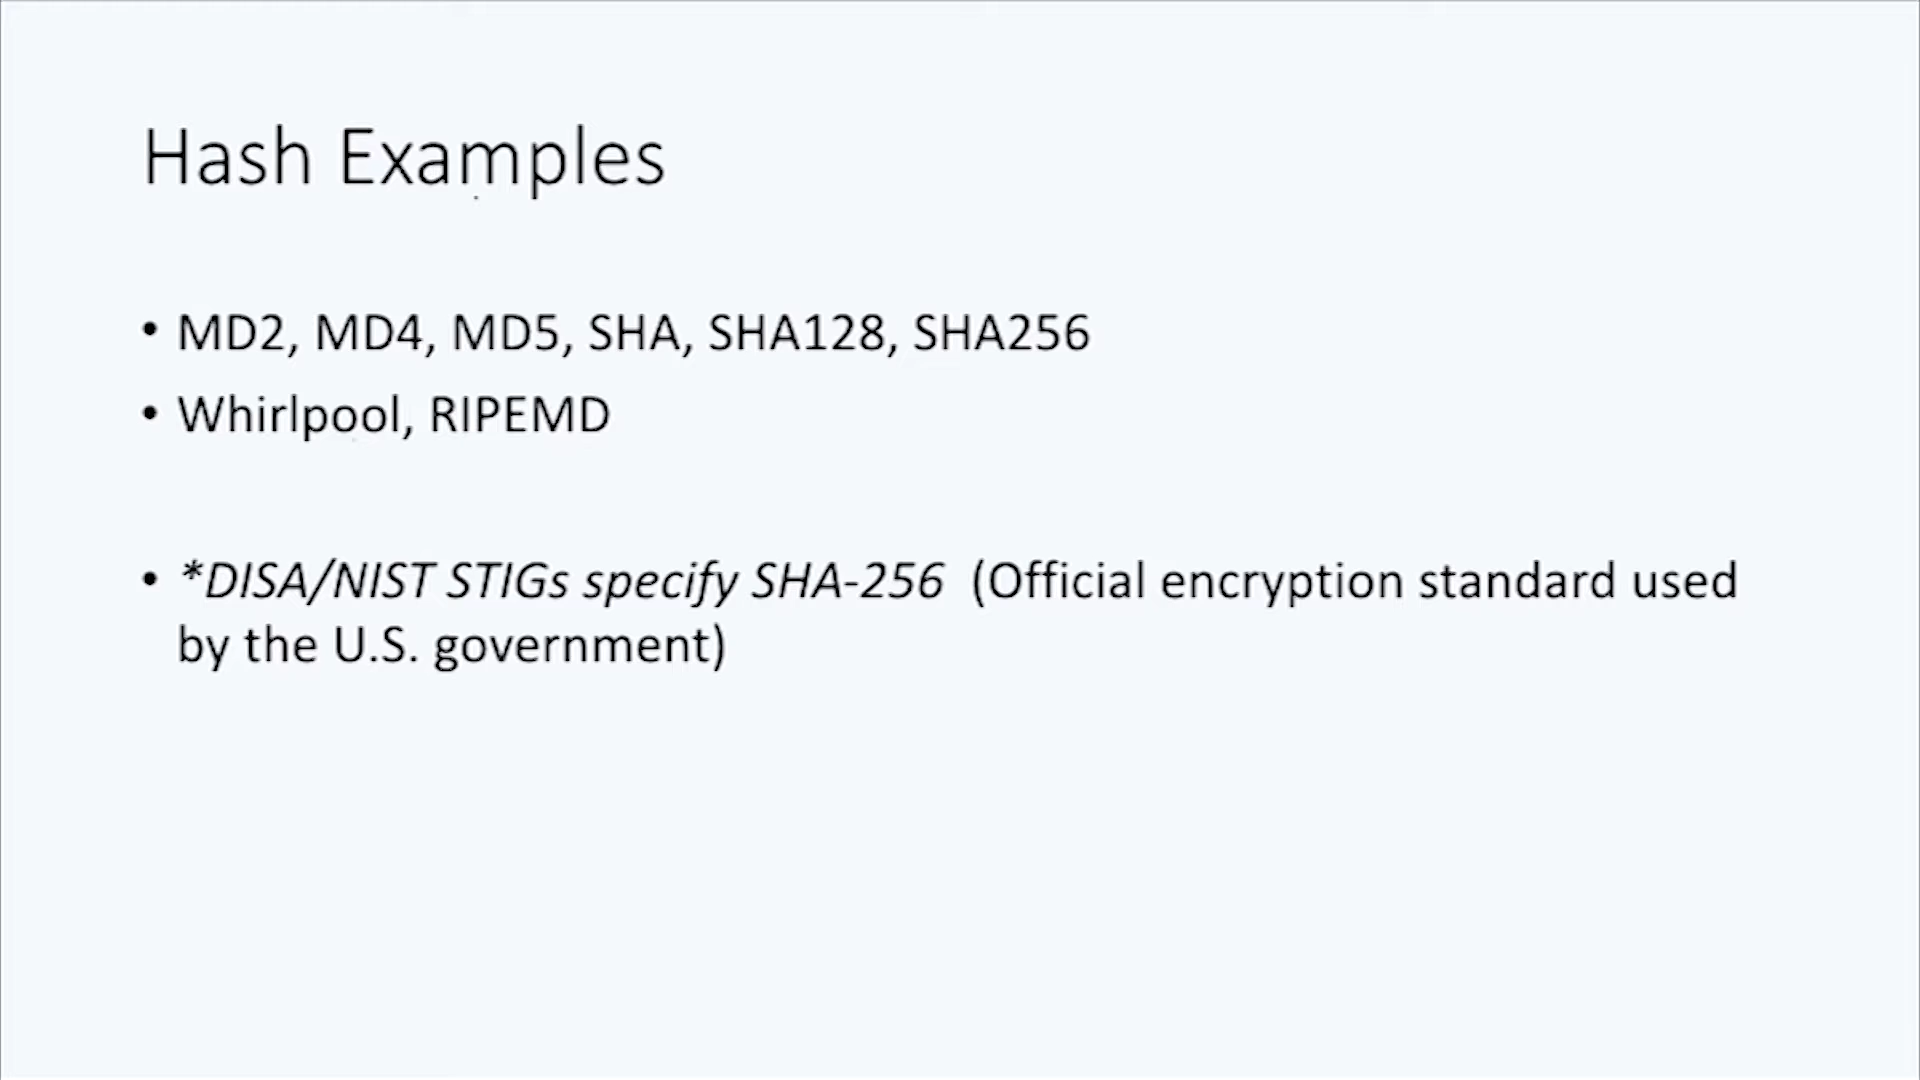 Hash Examples
• MD2, MD4, MD5, SHA, SHA128, SHA256
• Whirlpool, RIPEMD
• *DISA/NIST STIGs specify SHA-256 (Official encryption standard used
by the U.S. government)